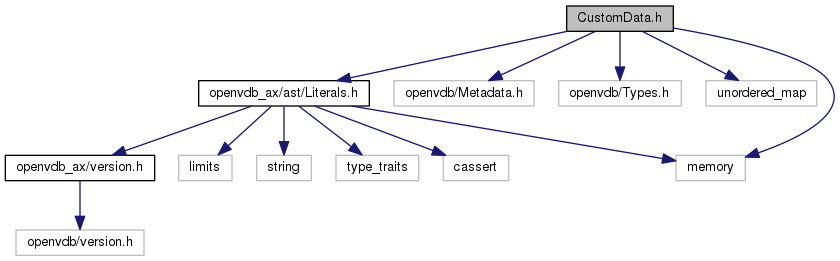 CustomData.h
openvdb_ax/ast/Literals.h
openvdb/Metadata.h
openvdb/Types.h
unordered_map
openvdb_ax/version.h
limits
string
type_traits
cassert
memory
openvdb/version.h